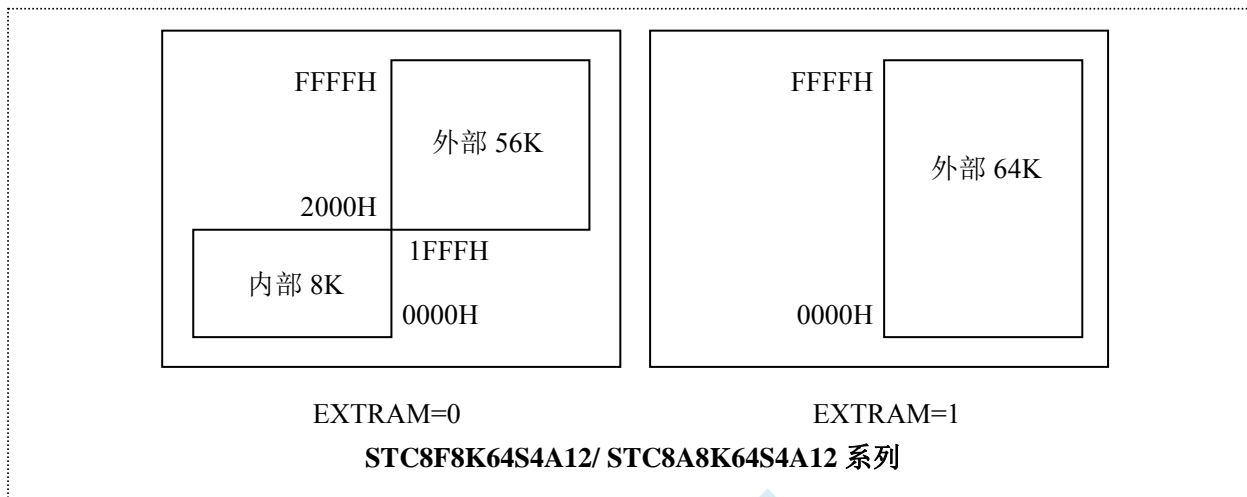 FFFFH
外部 56K
2000H
1FFFH
内部 8K
0000H
FFFFH
外部 64K
0000H
EXTRAM=0
EXTRAM=1
STC8F8K64S4A12/ STC8A8K64S4A12 系列